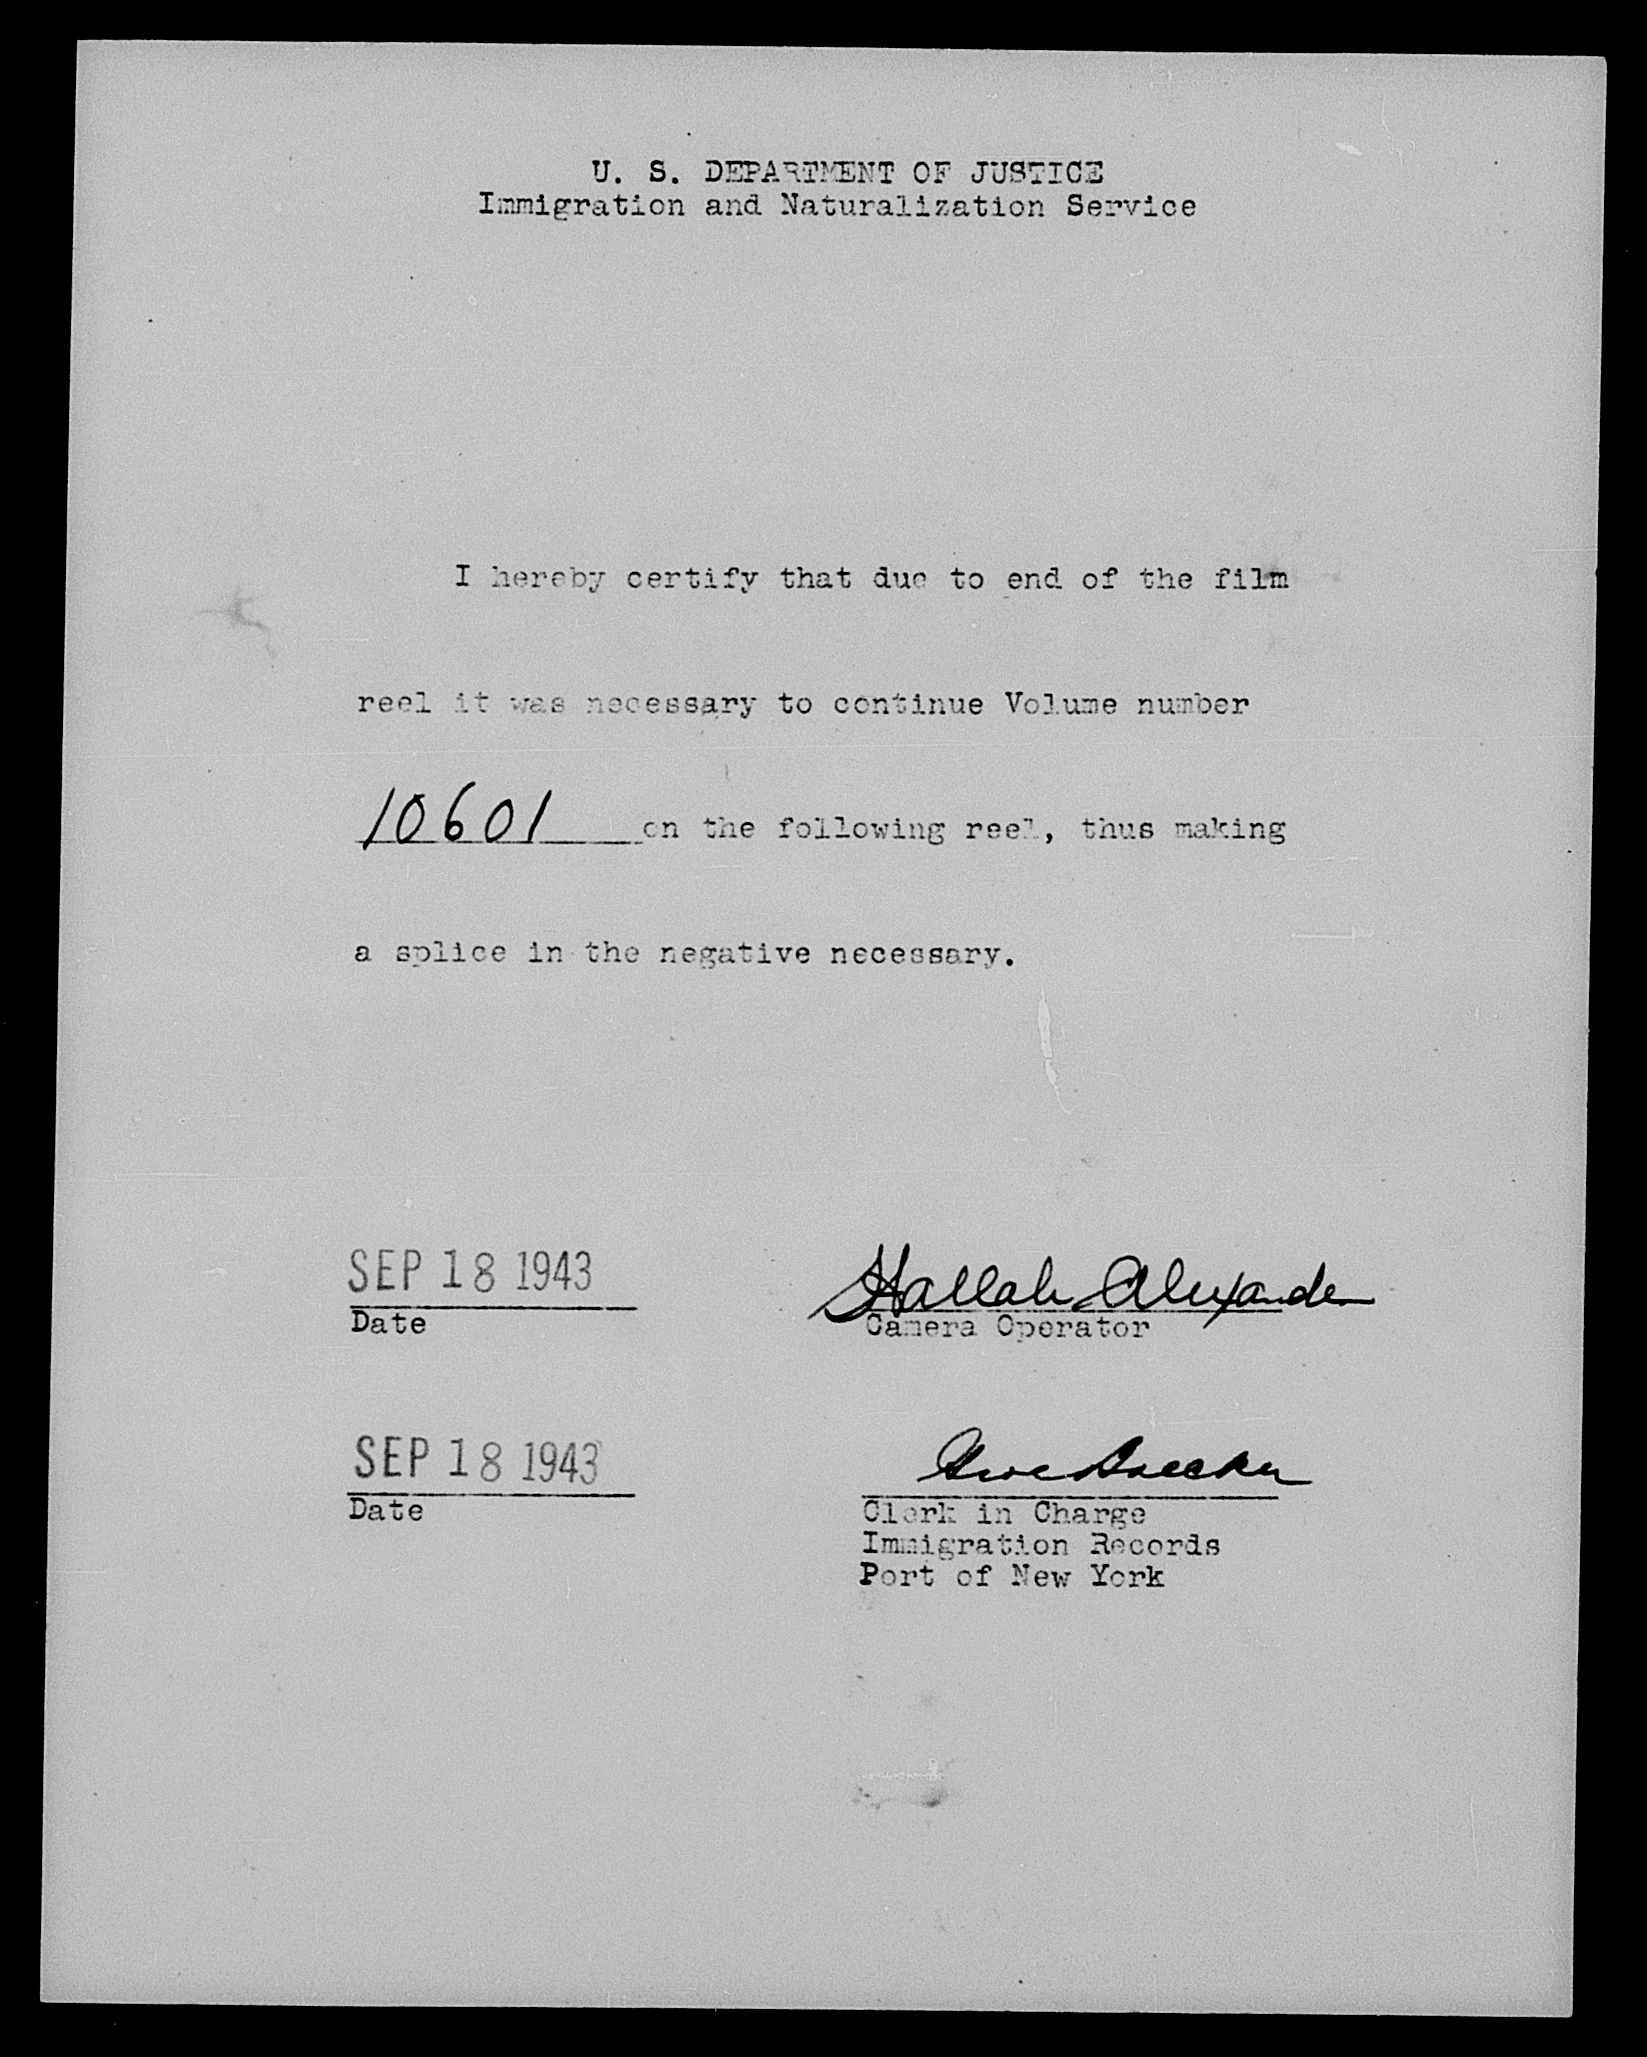 U. S. DEPARTMENT OF JUSTICE
Immigration and Naturalization Service
I hereby certify that due to end of the film
reel it was necessary to continue Volume number
10601 on the following reel, thus making
a splice in the negative necessary.
SEP 18 1943
Date
Hallah Alexander
Camera Operator
SEP 18 1943
Date
Clerk in Charge
Immigration Records
Port of New York